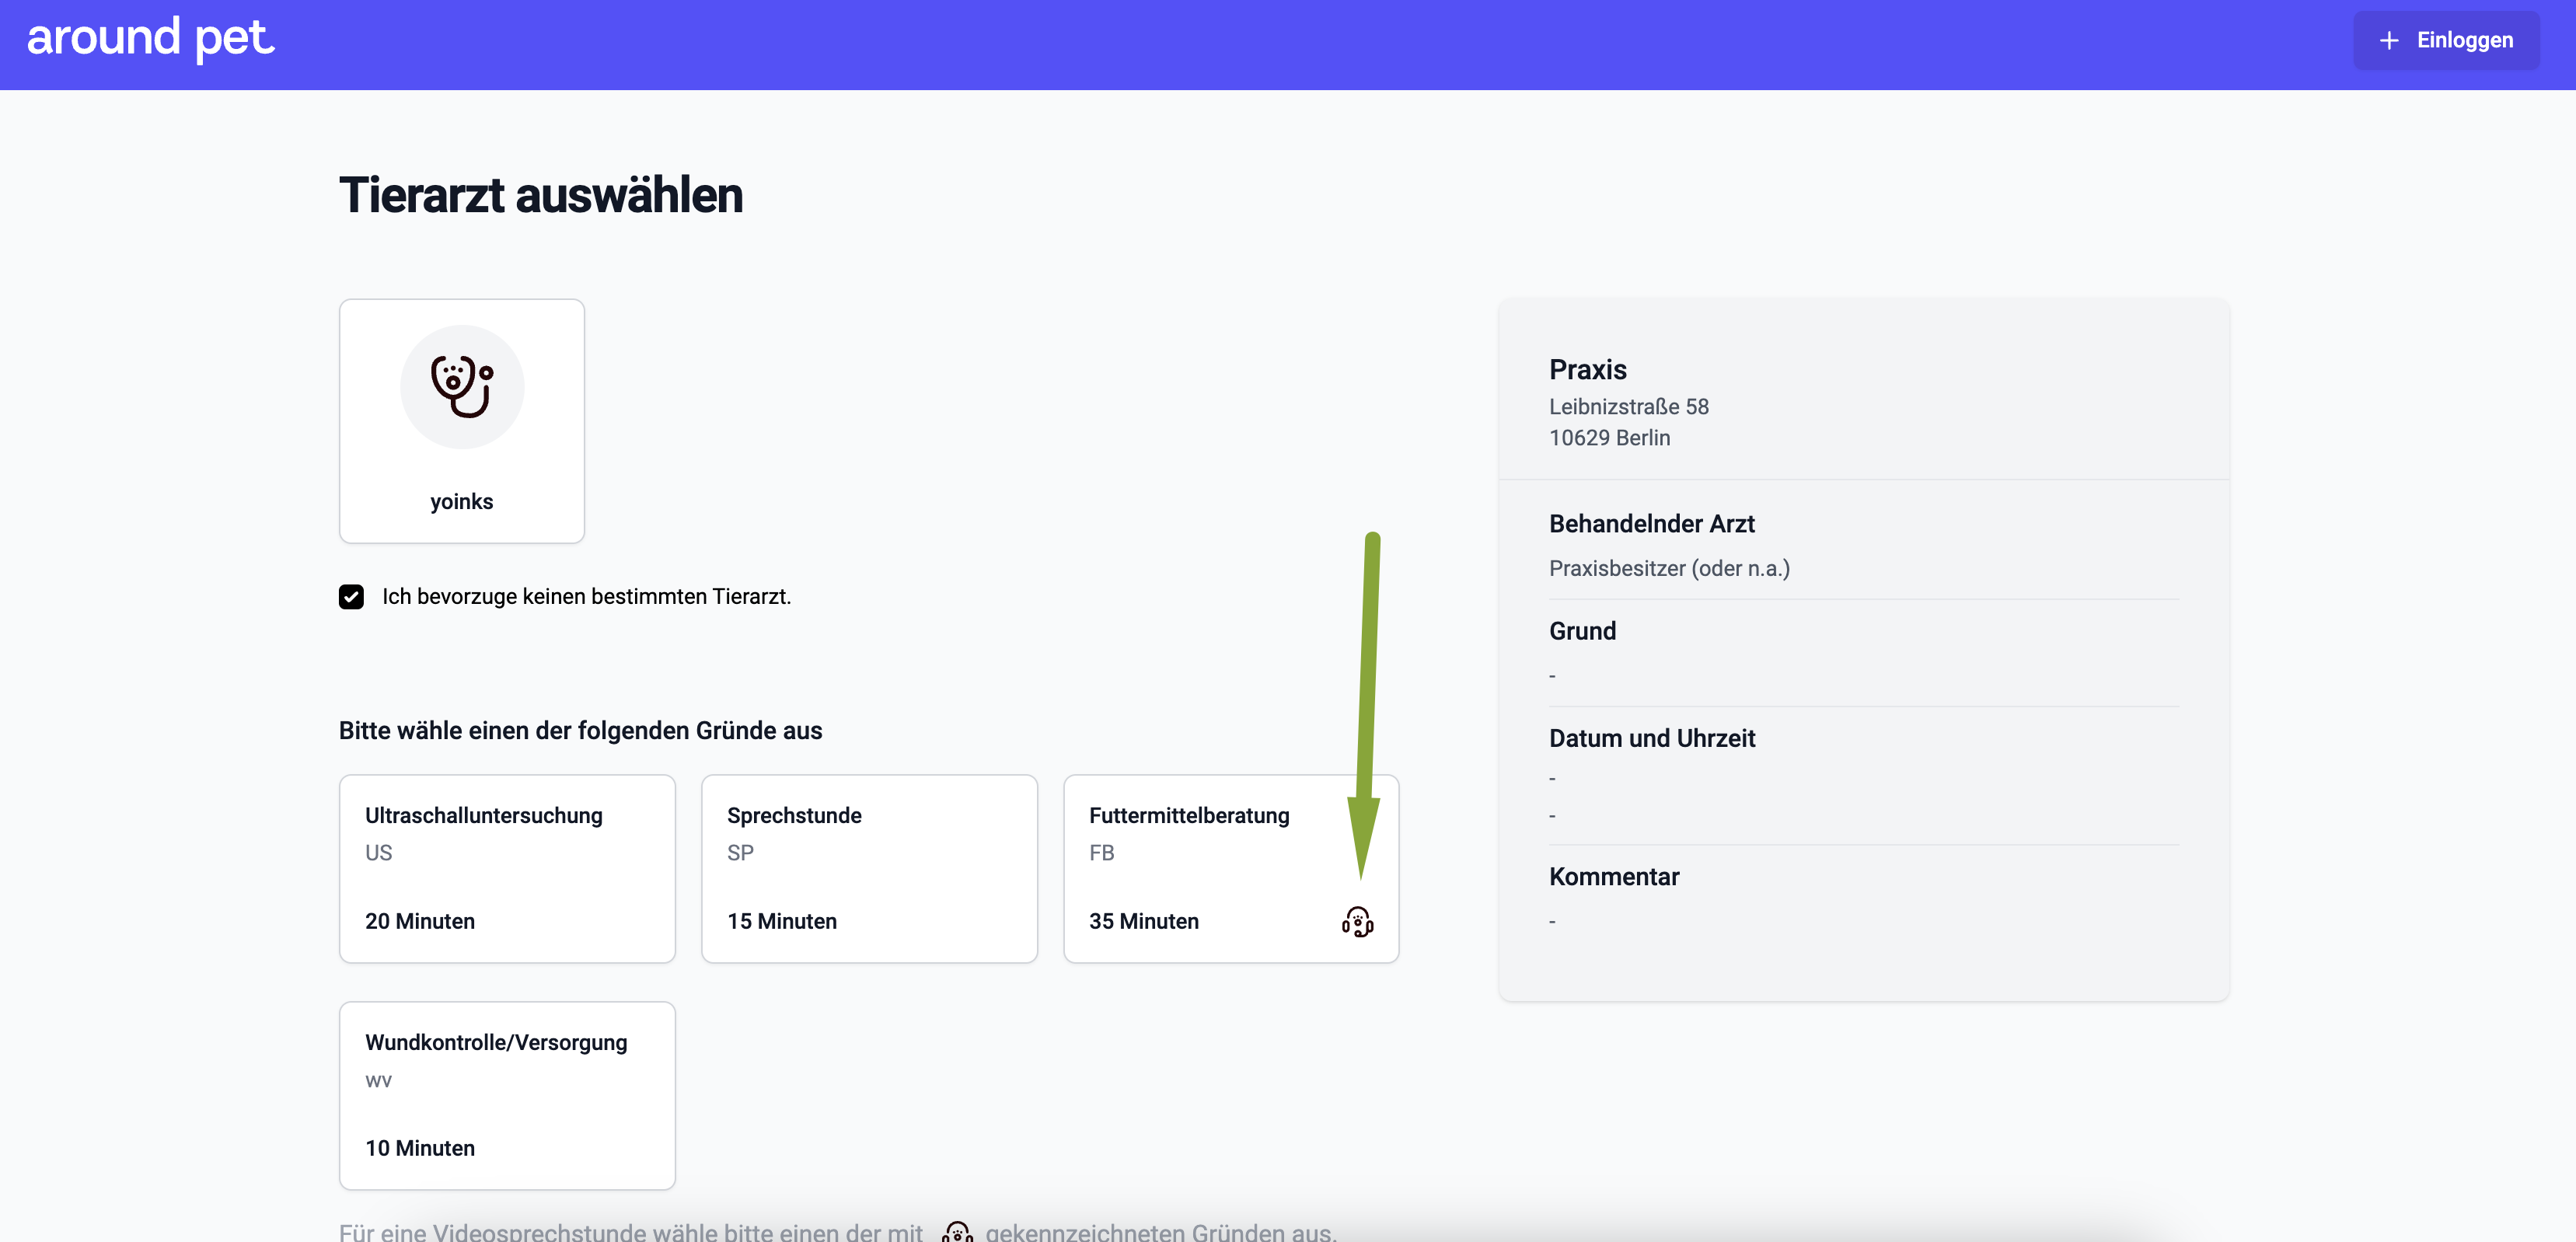 around pet
Einloggen
Tierarzt auswählen
yoinks
Ich bevorzuge keinen bestimmten Tierarzt.
Bitte wähle einen der folgenden Gründe aus
Ultraschalluntersuchung
US
20 Minuten
Sprechstunde
SP
15 Minuten
Futtermittelberatung
FB
35 Minuten
Wundkontrolle/Versorgung
wv
10 Minuten
Für eine Videosprechstunde wähle bitte einen der mit gekennzeichneten Gründen aus.
Praxis
Leibnizstraße 58
10629 Berlin
Behandelnder Arzt
Praxisbesitzer (oder n.a.)
Grund
-
Datum und Uhrzeit
-
-
Kommentar
-